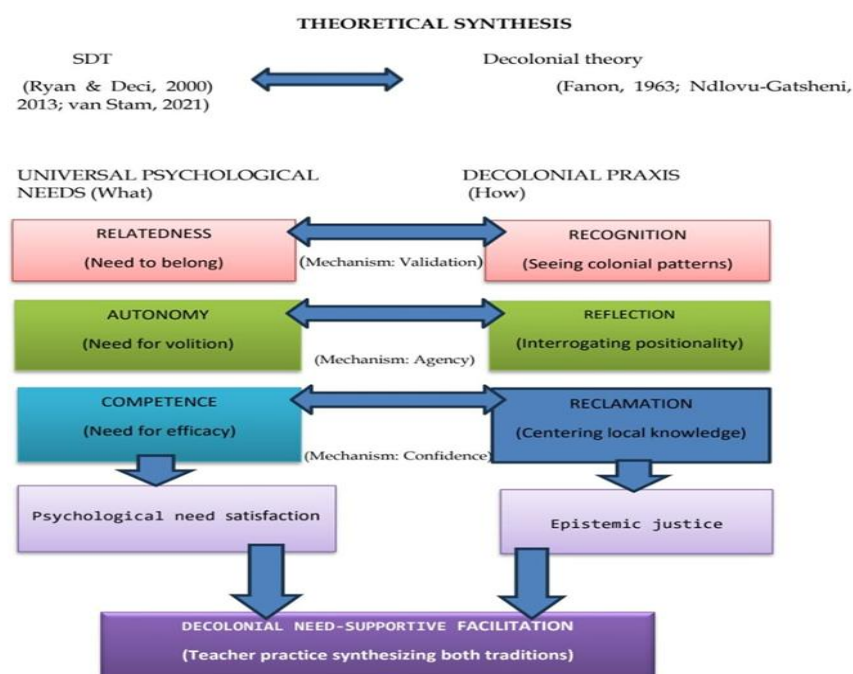 THEORETICAL SYNTHESIS
SDT
Decolonial theory
(Ryan & Deci, 2000)
(Fanon, 1963; Ndlovu-Gatsheni,
2013; van Stam, 2021)
UNIVERSAL PSYCHOLOGICAL
NEEDS (What)
DECOLONIAL PRAXIS
(How)
RELATEDNESS
(Need to belong)
(Mechanism: Validation)
RECOGNITION
(Seeing colonial patterns)
AUTONOMY
(Need for volition)
(Mechanism: Agency)
REFLECTION
(Interrogating positionality)
COMPETENCE
(Need for efficacy)
(Mechanism: Confidence)
RECLAMATION
(Centering local knowledge)
Psychological need satisfaction
Epistemic justice
DECOLONIAL NEED-SUPPORTIVE FACILITATION
(Teacher practice synthesizing both traditions)